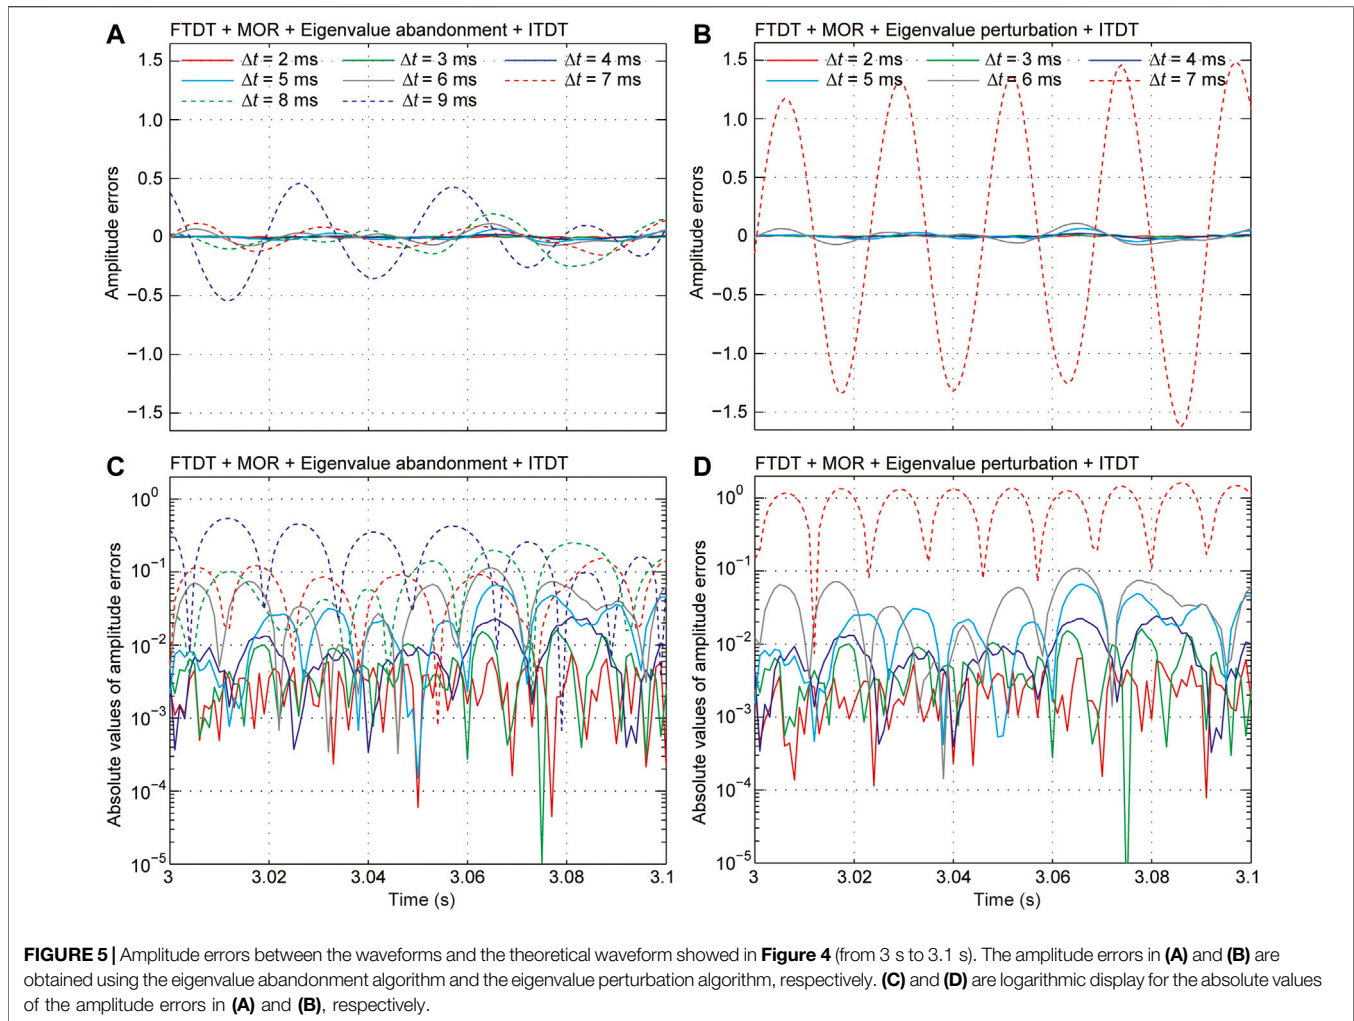 A FTDT + MOR + Eigenvalue abandonment + ITDT
Δt = 2 ms Δt = 3 ms Δt = 4 ms
Δt = 5 ms Δt = 6 ms Δt = 7 ms
Δt = 8 ms Δt = 9 ms
1.5
1.0
0.5
0
−0.5
−1.0
−1.5
Amplitude errors
B FTDT + MOR + Eigenvalue perturbation + ITDT
Δt = 2 ms Δt = 3 ms Δt = 4 ms
Δt = 5 ms Δt = 6 ms Δt = 7 ms
1.5
1.0
0.5
0
−0.5
−1.0
−1.5
Amplitude errors
C FTDT + MOR + Eigenvalue abandonment + ITDT
10⁰
10⁻¹
10⁻²
10⁻³
10⁻⁴
10⁻⁵
Absolute values of amplitude errors
3 3.02 3.04 3.06 3.08 3.1
Time (s)
D FTDT + MOR + Eigenvalue perturbation + ITDT
10⁰
10⁻¹
10⁻²
10⁻³
10⁻⁴
10⁻⁵
Absolute values of amplitude errors
3 3.02 3.04 3.06 3.08 3.1
Time (s)
FIGURE 5 | Amplitude errors between the waveforms and the theoretical waveform showed in Figure 4 (from 3 s to 3.1 s). The amplitude errors in (A) and (B) are
obtained using the eigenvalue abandonment algorithm and the eigenvalue perturbation algorithm, respectively. (C) and (D) are logarithmic display for the absolute values
of the amplitude errors in (A) and (B), respectively.